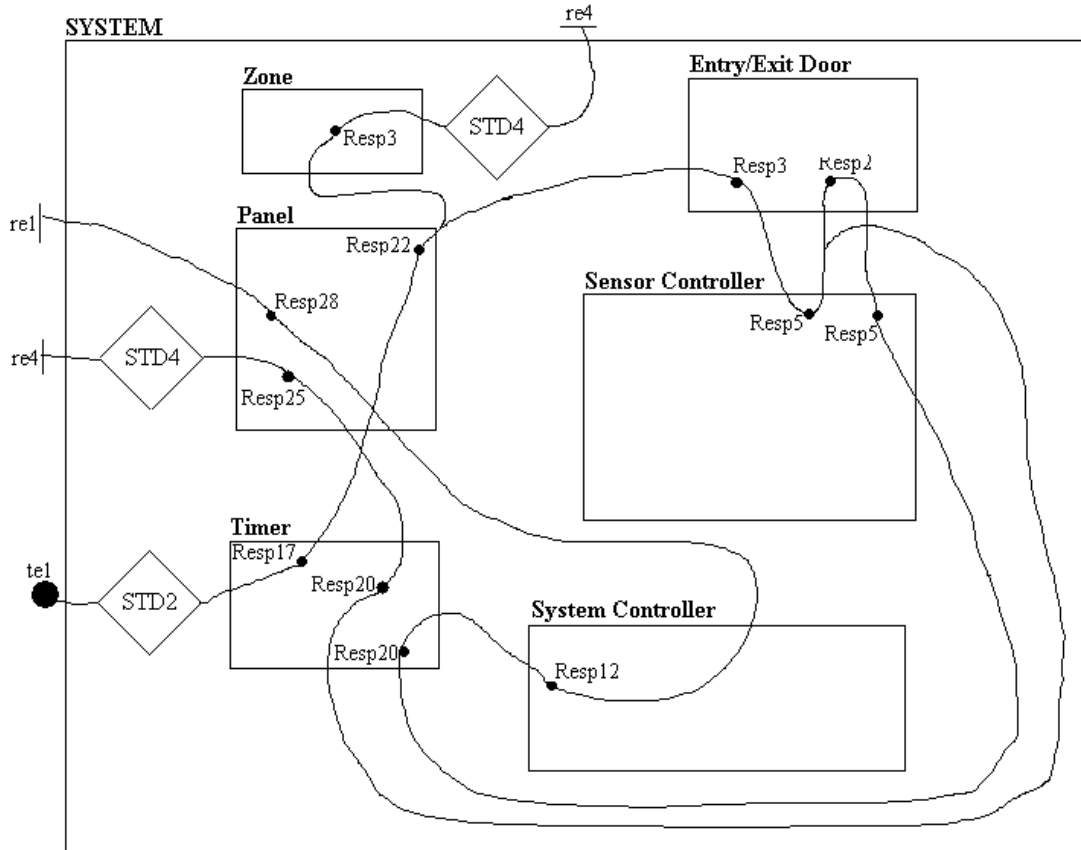 re4
SYSTEM
Entry/Exit Door
Zone
STD4
Resp3
Resp3
Resp2
re1
Panel
Resp22
Sensor Controller
Resp28
Resp5
Resp5
re4
STD4
Resp25
Timer
Resp17
te1
Resp20
STD2
System Controller
Resp20
Resp12